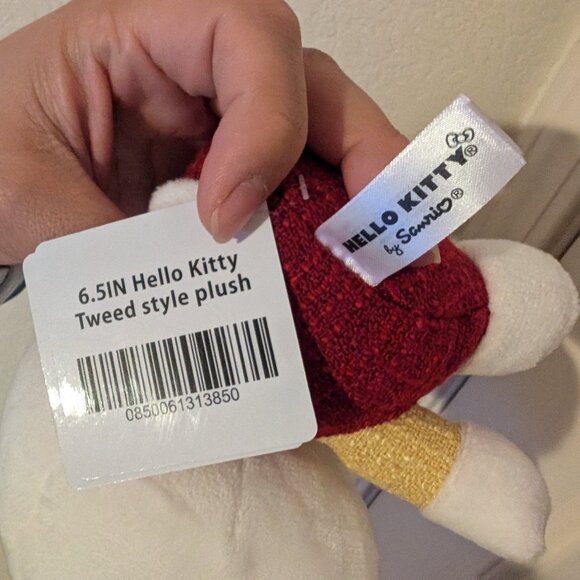 6.5IN Hello Kitty
Tweed style plush
0850061313850
HELLO KITTY®
by Sanrio®